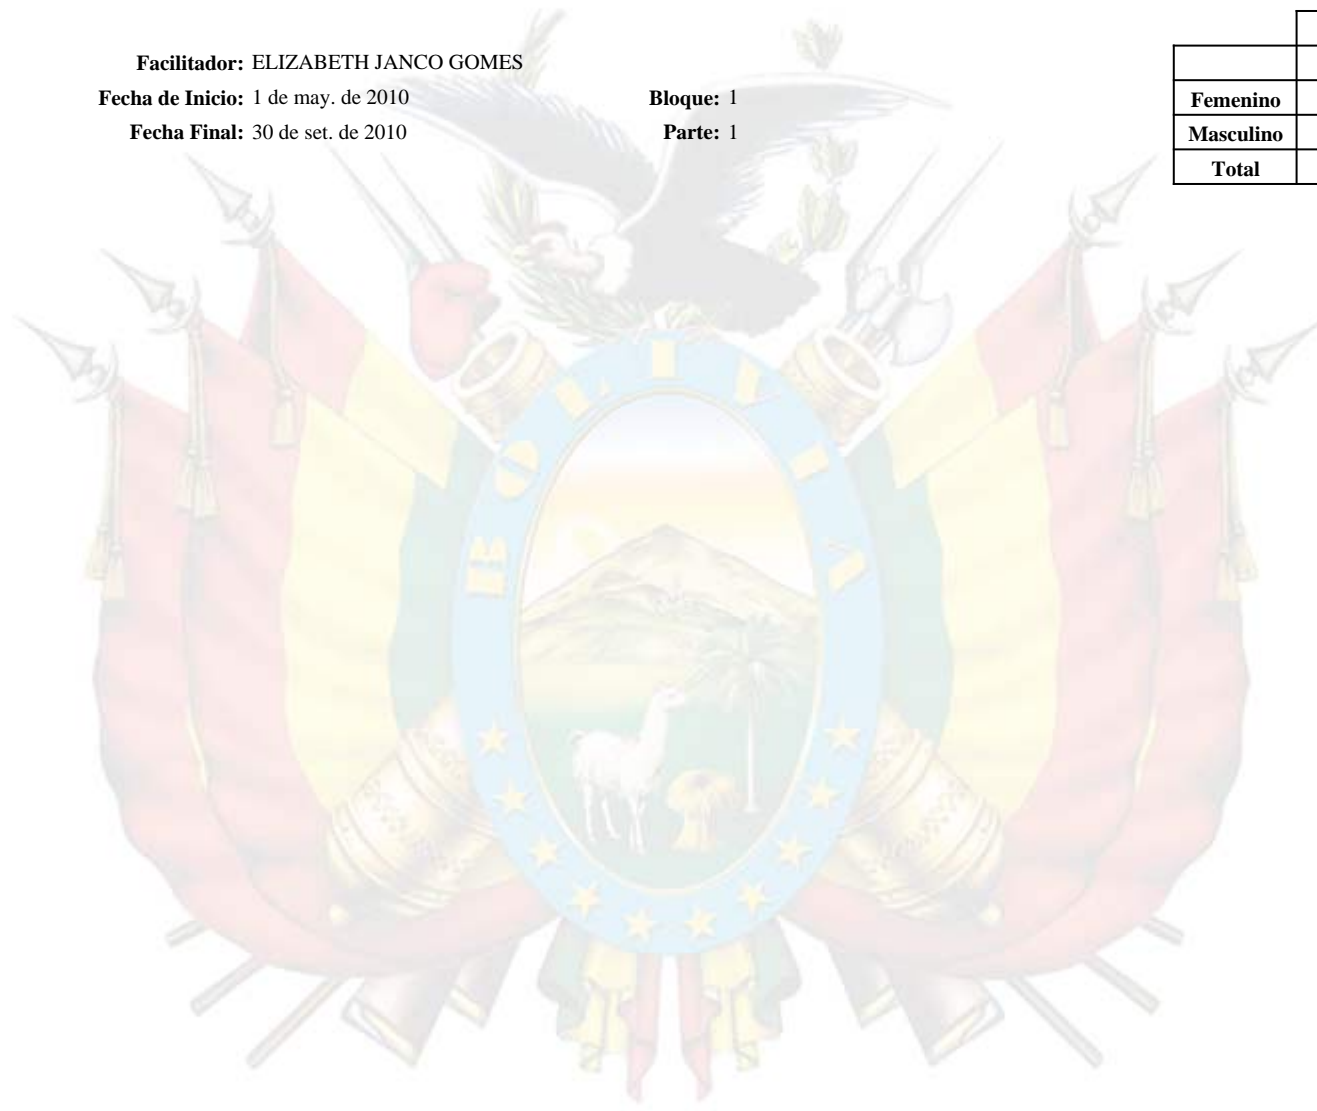 Facilitador: ELIZABETH JANCO GOMES
Fecha de Inicio: 1 de may. de 2010 Bloque: 1
Fecha Final: 30 de set. de 2010 Parte: 1
Femenino
Masculino
Total
BOLIVIA